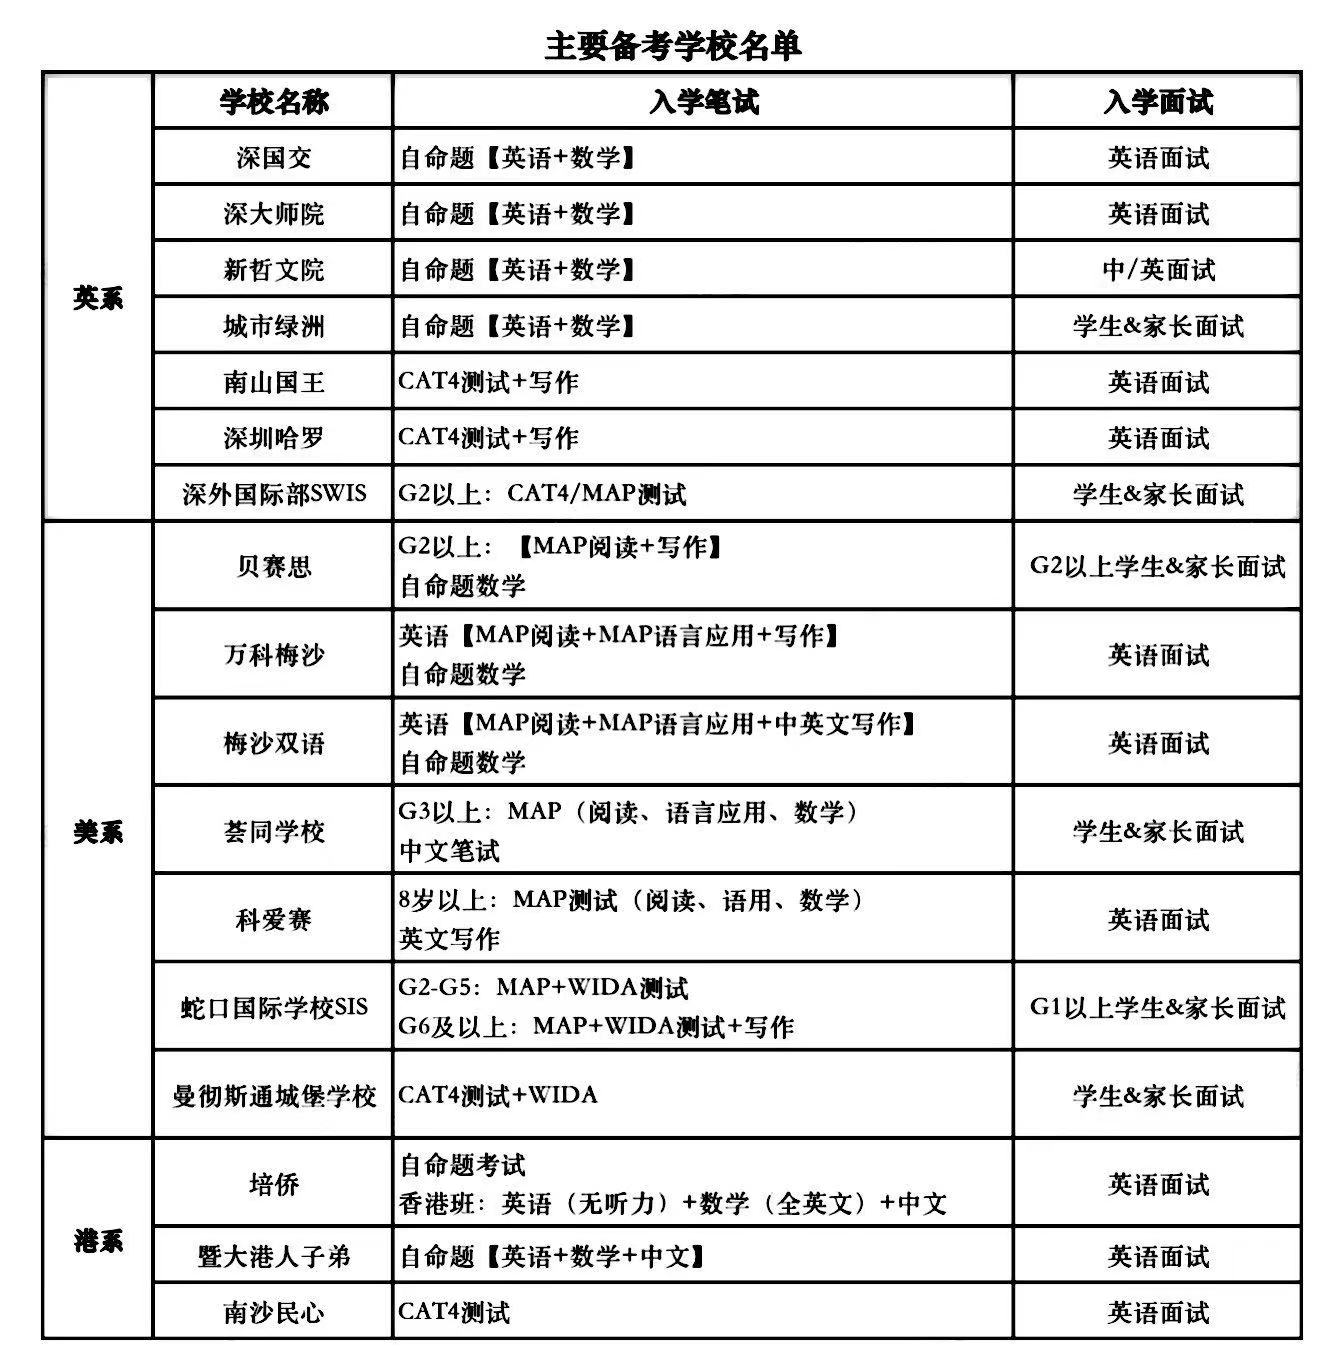 主要备考学校名单
学校名称 入学笔试 入学面试
英系
深国交 自命题【英语+数学】 英语面试
深大师院 自命题【英语+数学】 英语面试
新哲文院 自命题【英语+数学】 中/英面试
城市绿洲 自命题【英语+数学】 学生&家长面试
南山国王 CAT4测试+写作 英语面试
深圳哈罗 CAT4测试+写作 英语面试
深外国际部SWIS G2以上：CAT4/MAP测试 学生&家长面试
美系
贝赛思 G2以上：【MAP阅读+写作】 G2以上学生&家长面试
自命题数学
万科梅沙 英语【MAP阅读+MAP语言应用+写作】 英语面试
自命题数学
梅沙双语 英语【MAP阅读+MAP语言应用+中英文写作】 英语面试
自命题数学
荟同学校 G3以上：MAP（阅读、语言应用、数学） 学生&家长面试
中文笔试
科爱赛 8岁以上：MAP测试（阅读、语用、数学） 英语面试
英文写作
蛇口国际学校SIS G2-G5：MAP+WIDA测试 G1以上学生&家长面试
G6及以上：MAP+WIDA测试+写作
曼彻斯通城堡学校 CAT4测试+WIDA 学生&家长面试
港系
培侨 自命题考试 英语面试
香港班：英语（无听力）+数学（全英文）+中文
暨大港人子弟 自命题【英语+数学+中文】 英语面试
南沙民心 CAT4测试 英语面试